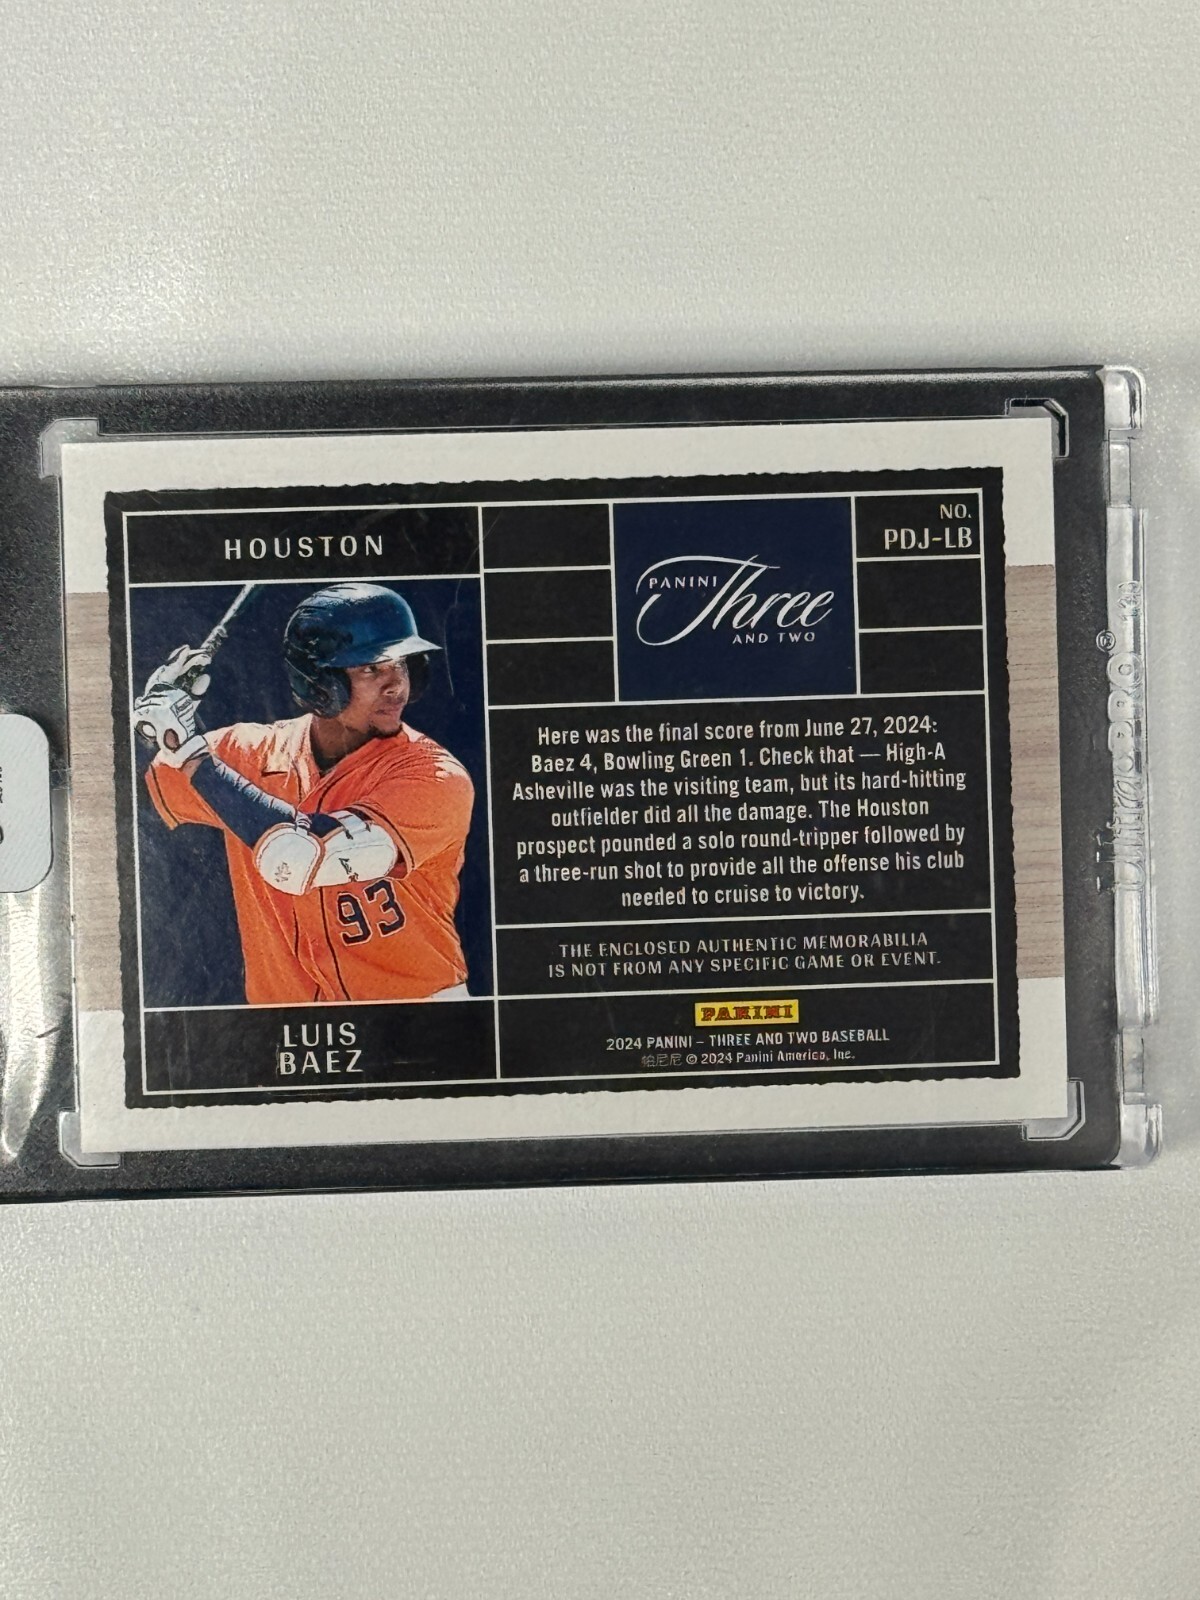 HOUSTON
PANINI
Three
AND TWO
NO.
PDJ-LB
Here was the final score from June 27, 2024:
Baez 4, Bowling Green 1. Check that — High-A
Asheville was the visiting team, but its hard-hitting
outfielder did all the damage. The Houston
prospect pounded a solo round-tripper followed by
a three-run shot to provide all the offense his club
needed to cruise to victory.
THE ENCLOSED AUTHENTIC MEMORABILIA
IS NOT FROM ANY SPECIFIC GAME OR EVENT.
93
LUIS
BAEZ
PANINI
2024 PANINI – THREE AND TWO BASEBALL
帕尼尼 © 2024 Panini America, Inc.
Ultra PRO® 130